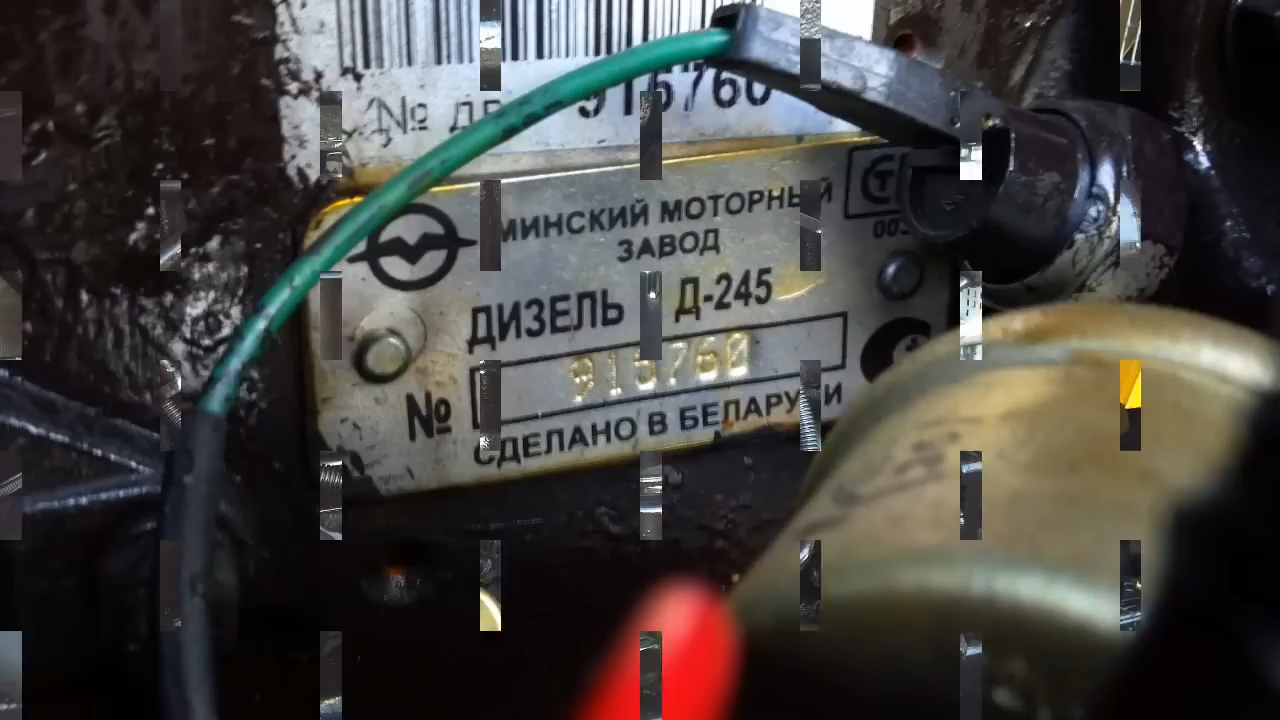 № дв 915760
МИНСКИЙ МОТОРНЫЙ
ЗАВОД
ДИЗЕЛЬ Д-245
№ 915760
СДЕЛАНО В БЕЛАРУСИ